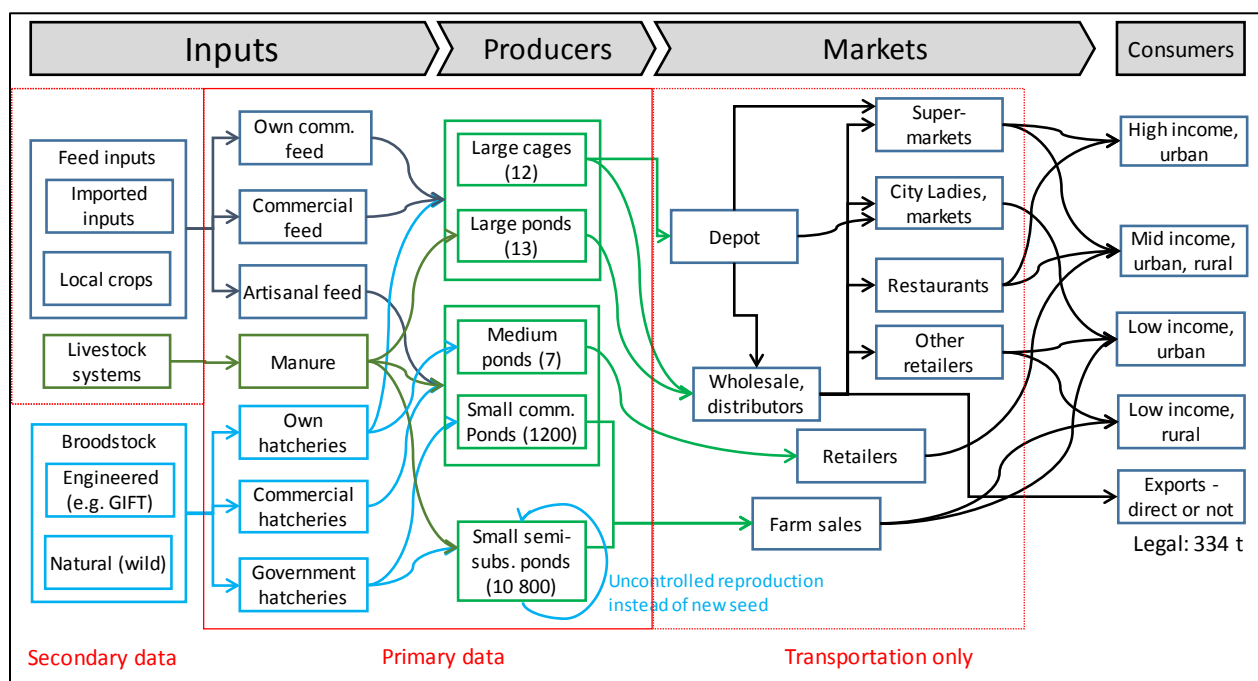 Inputs
Producers
Markets
Consumers
Feed inputs
Imported
inputs
Local crops
Livestock
systems
Broodstock
Engineered
(e.g. GIFT)
Natural (wild)
Own comm.
feed
Commercial
feed
Artisanal feed
Manure
Own
hatcheries
Commercial
hatcheries
Government
hatcheries
Large cages
(12)
Large ponds
(13)
Medium
ponds (7)
Small comm.
Ponds (1200)
Small semi-
subs. ponds
(10 800)
Uncontrolled reproduction
instead of new seed
Depot
Wholesale,
distributors
Super-
markets
City Ladies,
markets
Restaurants
Other
retailers
Retailers
Farm sales
High income,
urban
Mid income,
urban, rural
Low income,
urban
Low income,
rural
Exports -
direct or not
Legal: 334 t
Secondary data
Primary data
Transportation only